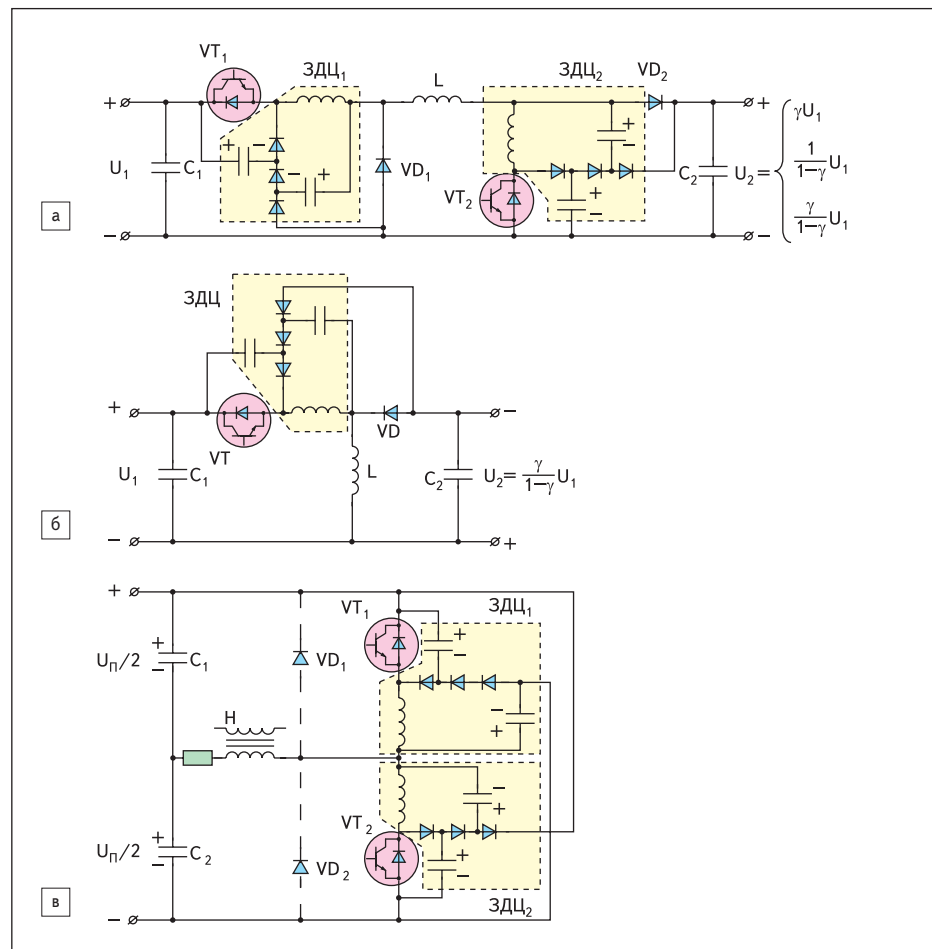 VT₁
ЗДЦ₁
L
ЗДЦ₂
VD₂
+
+
U₁
C₁
+ −
− +
VD₁
VT₂
+
−
+
−
C₂
U₂=
γU₁
1/(1−γ) U₁
γ/(1−γ) U₁
−
−
а
ЗДЦ
+
−
VT
VD
U₁
C₁
L
C₂
U₂= γ/(1−γ) U₁
−
+
б
+
VT₁
ЗДЦ₁
+
−
+
−
Uп/2
C₁
VD₁
Н
−
+
−
+
VT₂
+
−
Uп/2
C₂
VD₂
+
−
ЗДЦ₂
−
в